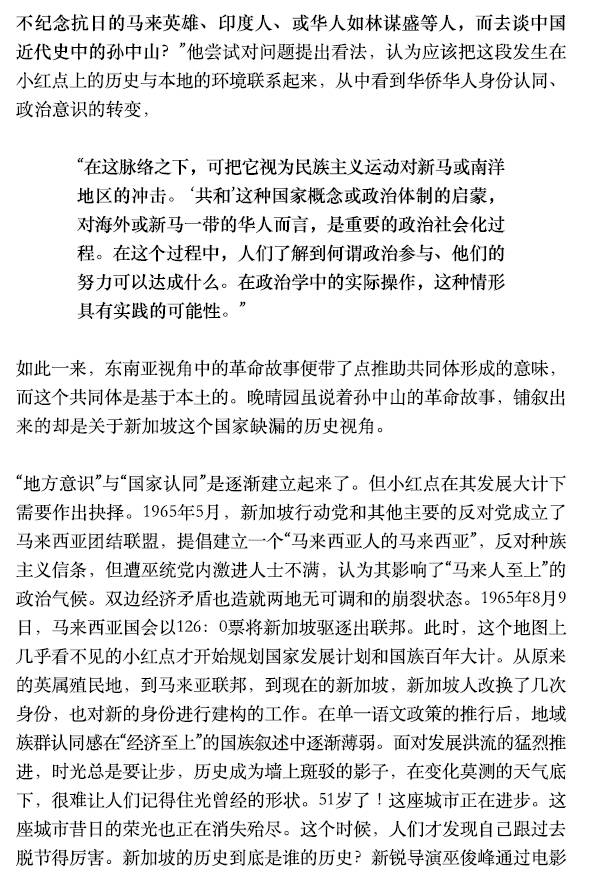 不纪念抗日的马来英雄、印度人、或华人如林谋盛等人，而去谈中国
近代史中的孙中山？”他尝试对问题提出看法，认为应该把这段发生在
小红点上的历史与本地的环境联系起来，从中看到华侨华人身份认同、
政治意识的转变，
“在这脉络之下，可把它视为民族主义运动对新马或南洋
地区的冲击。‘共和’这种国家概念或政治体制的启蒙，
对海外或新马一带的华人而言，是重要的政治社会化过
程。在这个过程中，人们了解到何谓政治参与、他们的
努力可以达成什么。在政治学中的实际操作，这种情形
具有实践的可能性。”
如此一来，东南亚视角中的革命故事便带了点推助共同体形成的意味，
而这个共同体是基于本土的。晚晴园虽说着孙中山的革命故事，铺叙出
来的却是关于新加坡这个国家缺漏的历史视角。
“地方意识”与“国家认同”是逐渐建立起来了。但小红点在其发展大计下
需要作出抉择。1965年5月，新加坡行动党和其他主要的反对党成立了
马来西亚团结联盟，提倡建立一个“马来西亚人的马来西亚”，反对种族
主义信条，但遭巫统党内激进人士不满，认为其影响了“马来人至上”的
政治气候。双边经济矛盾也造就两地无可调和的崩裂状态。1965年8月9
日，马来西亚国会以126：0票将新加坡驱逐出联邦。此时，这个地图上
几乎看不见的小红点才开始规划国家发展计划和国族百年大计。从原来
的英属殖民地，到马来亚联邦，到现在的新加坡，新加坡人改换了几次
身份，也对新的身份进行建构的工作。在单一语文政策的推行后，地域
族群认同感在“经济至上”的国族叙述中逐渐薄弱。面对发展洪流的猛烈推
进，时光总是要让步，历史成为墙上斑驳的影子，在变化莫测的天气底
下，很难让人们记得住光曾经的形状。51岁了！这座城市正在进步。这
座城市昔日的荣光也正在消失殆尽。这个时候，人们才发现自己跟过去
脱节得厉害。新加坡的历史到底是谁的历史？新锐导演巫俊峰通过电影